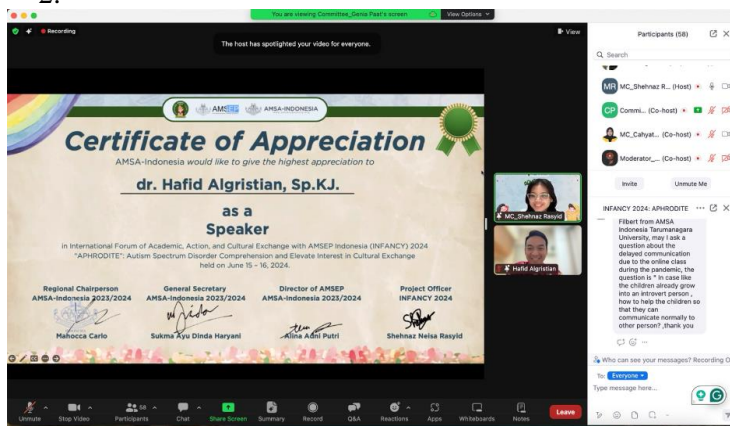 2.
You are viewing Committee_Genis Paat's screen
View Options
Recording
View
The host has spotlighted your video for everyone.
AMSEP
AMSA-INDONESIA
Certificate of Appreciation
AMSA-Indonesia would like to give the highest appreciation to
dr. Hafid Algristian, Sp.KJ.
as a
Speaker
in International Forum of Academic, Action, and Cultural Exchange with AMSEP Indonesia (INFANCY) 2024
"APHRODITE": Autism Spectrum Disorder Comprehension and Elevate Interest in Cultural Exchange
held on June 15 - 16, 2024.
Regional Chairperson
AMSA-Indonesia 2023/2024
Mahocca Carlo
General Secretary
AMSA-Indonesia 2023/2024
Sukma Ayu Dinda Haryani
Director of AMSEP
AMSA-Indonesia 2023/2024
Alina Adni Putri
Project Officer
INFANCY 2024
Shehnaz Neisa Rasyid
MC_Shehnaz Rasyid
Hafid Algristian
Participants (58)
Search
MR MC_Shehnaz R... (Host)
CP Commi... (Co-host)
MC_Cahyat... (Co-host)
Moderator_... (Co-host)
Invite
Unmute Me
INFANCY 2024: APHRODITE
Filbert from AMSA
Indonesia Tarumanegara
University, may I ask a
question about the
delayed communication
due to the online class
during the pandemic, the
question is " In case like
the children already grow
into an introvert person ,
how to help the children so
that they can
communicate normally to
other person? ,thank you
Who can see your messages? Recording O
To: Everyone
Type message here...
Unmute
Stop Video
58
Participants
Chat
Share Screen
Summary
Record
Q&A
Reactions
Apps
Whiteboards
Notes
Leave